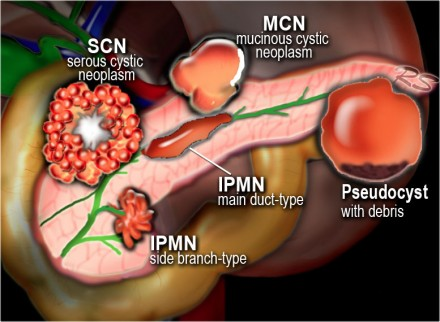 SCN
serous cystic
neoplasm
MCN
mucinous cystic
neoplasm
RS
IPMN
main duct-type
Pseudocyst
with debris
IPMN
side branch-type